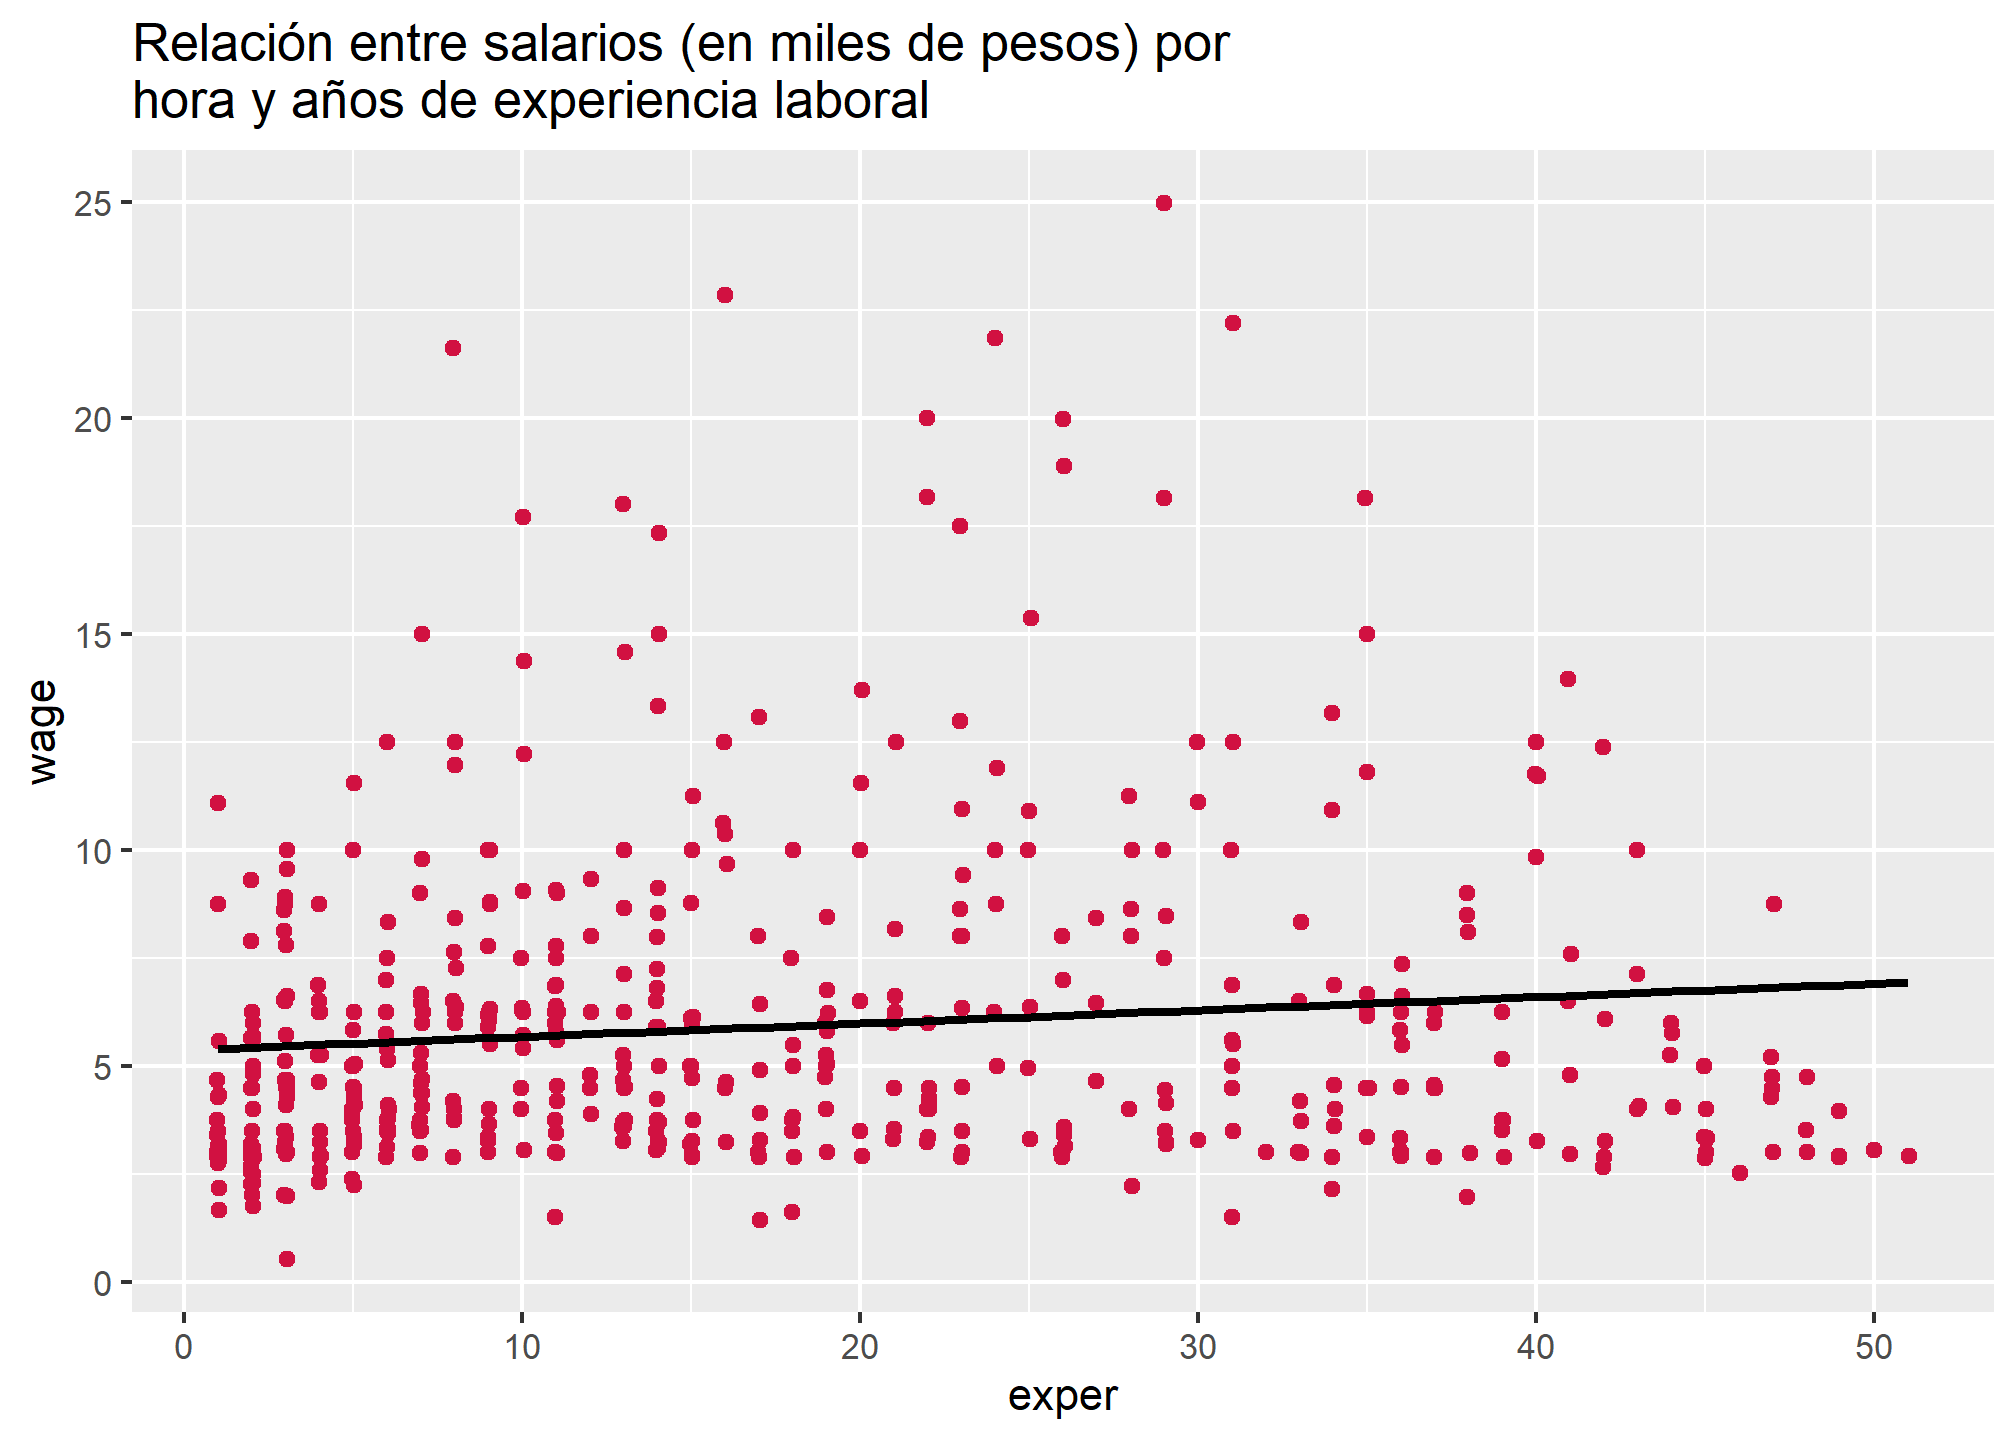 Relación entre salarios (en miles de pesos) por
hora y años de experiencia laboral
25
20
15
10
5
0
wage
0 10 20 30 40 50
exper